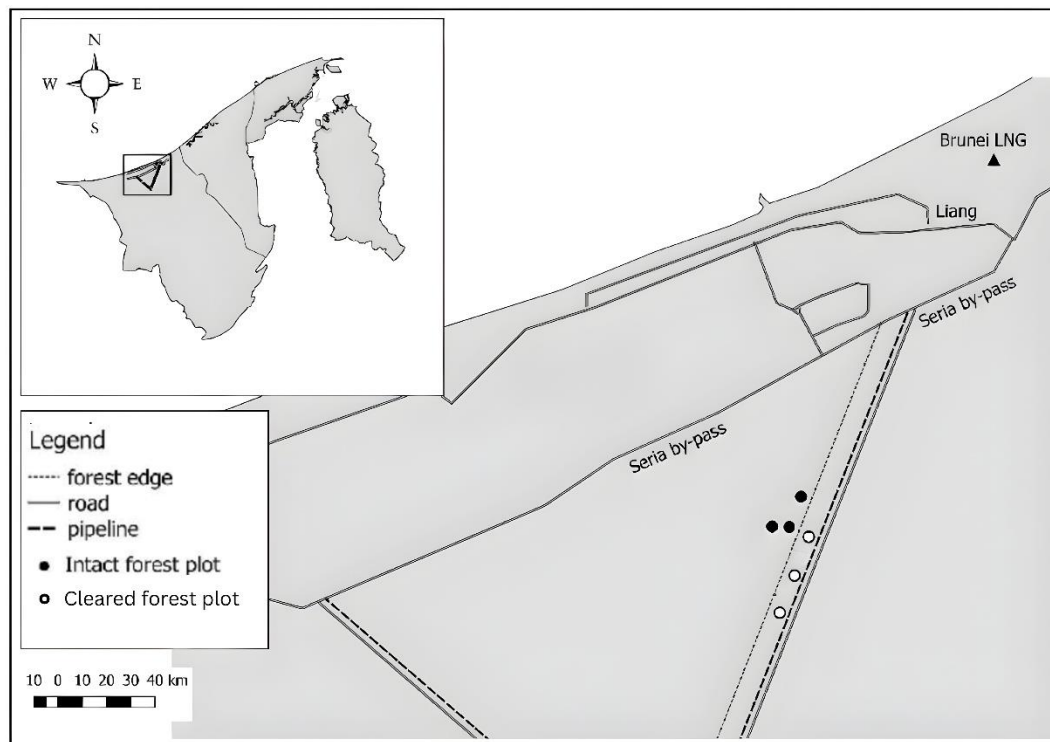 N
W E
S
Brunei LNG
Liang
Seria by-pass
Seria by-pass
Legend
forest edge
road
pipeline
Intact forest plot
Cleared forest plot
10 0 10 20 30 40 km